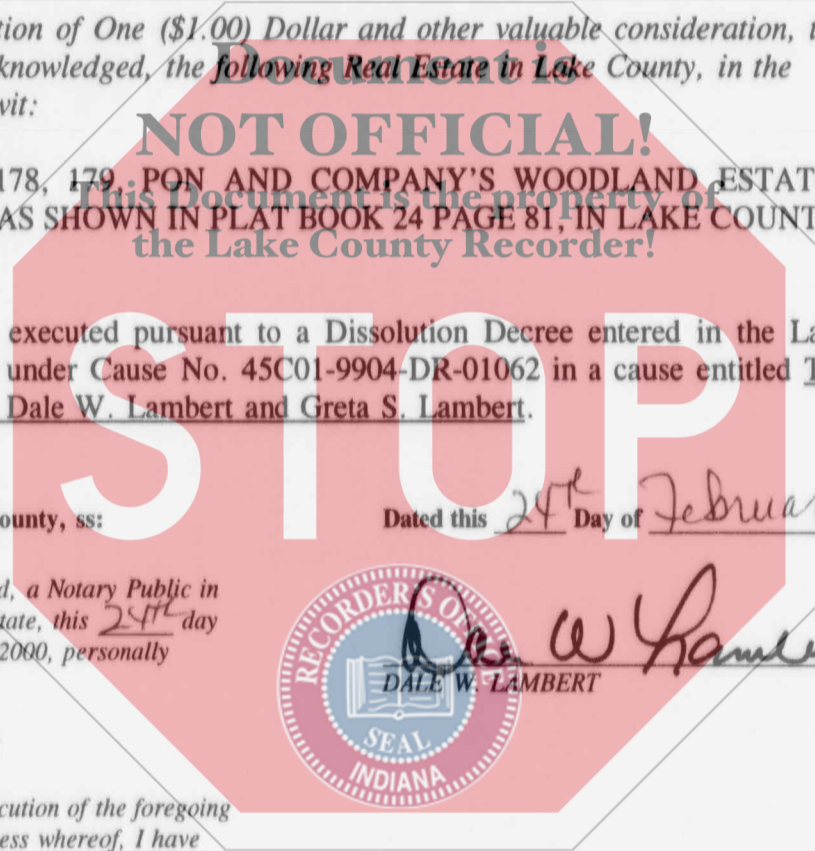 tion of One ($1.00) Dollar and other valuable consideration, t
knowledged, the following Real Estate in Lake County, in the
wit:
Document is
NOT OFFICIAL!
This Document is the property of
the Lake County Recorder!
178, 179, PON AND COMPANY'S WOODLAND ESTAT
AS SHOWN IN PLAT BOOK 24 PAGE 81, IN LAKE COUNT
STOP
executed pursuant to a Dissolution Decree entered in the La
under Cause No. 45C01-9904-DR-01062 in a cause entitled T
Dale W. Lambert and Greta S. Lambert.
ounty, ss:
Dated this 24th Day of Februa
d, a Notary Public in
tate, this 24th day
2000, personally
Dale W Lambe
DALE W. LAMBERT
RECORDER'S OFFICE
SEAL
INDIANA
cution of the foregoing
ess whereof, I have